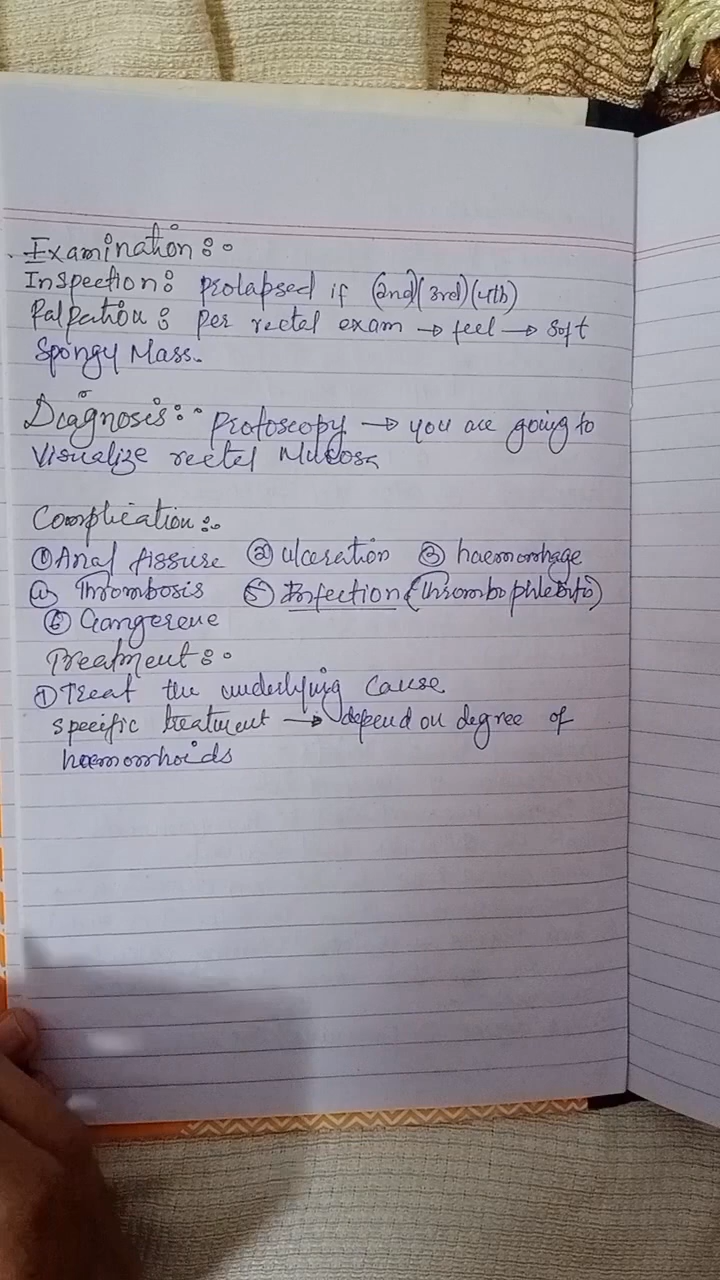 Examination :-
Inspection: prolapsed if (2nd)(3rd)(4th)
Palpation : Per rectel exam → feel → Soft
Spongy Mass.
Diagnosis: Protoscopy → you are going to
Visualize rectel Mucosa
Complication :-
① Anal fissure ② ulceration ③ haemorrhage
④ Thrombosis ⑤ Infection (Thrombophlebitis)
⑥ Gangerene
Treatment :-
① Treat the underlying Cause
specific treatment → depend on degree of
haemorrhoids